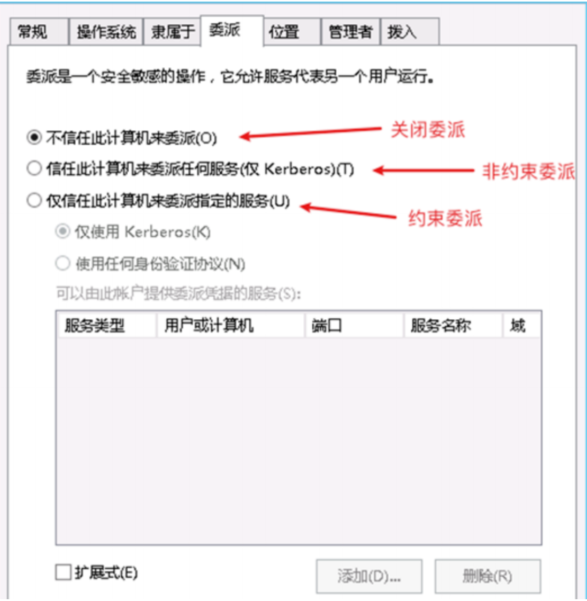 常规 操作系统 隶属于 委派 位置 管理者 拨入
委派是一个安全敏感的操作，它允许服务代表另一个用户运行。
不信任此计算机来委派(O) 关闭委派
信任此计算机来委派任何服务(仅 Kerberos)(T) 非约束委派
仅信任此计算机来委派指定的服务(U) 约束委派
仅使用 Kerberos(K)
使用任何身份验证协议(N)
可以由此帐户提供委派凭据的服务(S):
服务类型 用户或计算机 端口 服务名称 域
扩展式(E) 添加(D)... 删除(R)